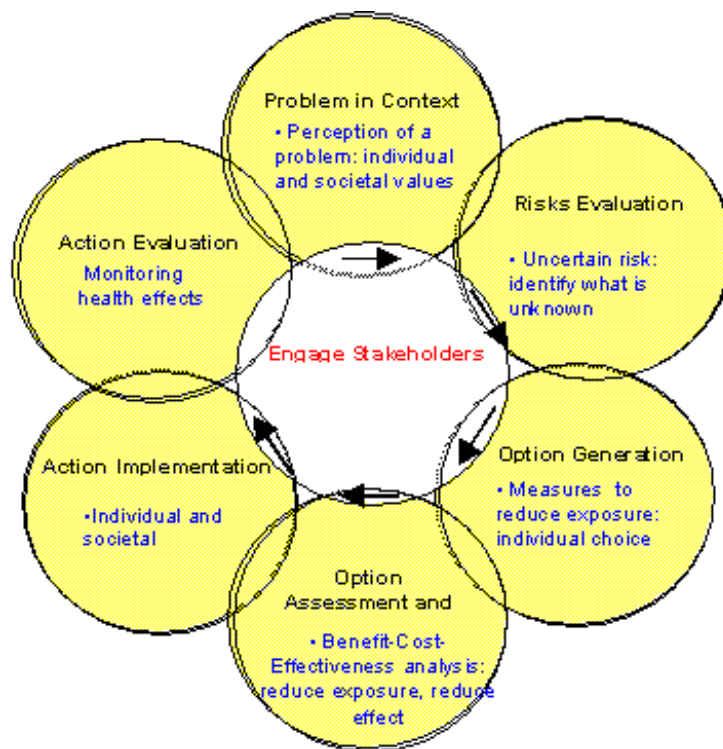 Problem in Context
• Perception of a
problem: individual
and societal values
Risks Evaluation
• Uncertain risk:
identify what is
unknown
Option Generation
• Measures to
reduce exposure:
individual choice
Option
Assessment and
• Benefit-Cost-
Effectiveness analysis:
reduce exposure, reduce
effect
Action Implementation
•Individual and
societal
Action Evaluation
Monitoring
health effects
Engage Stakeholders